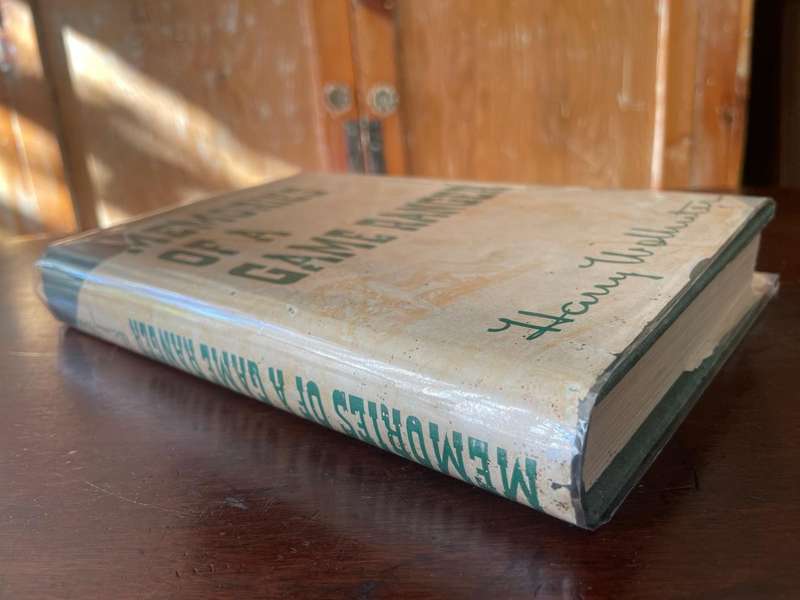 MEMORIES
OF A
GAME RANGER
Harry Wolhuter
MEMORIES OF A GAME RANGER